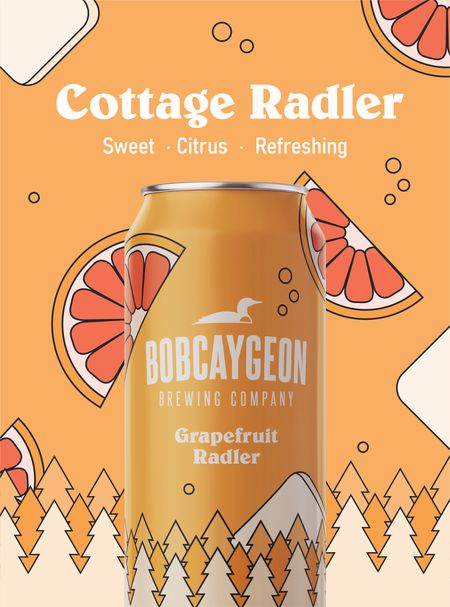 Cottage Radler
Sweet · Citrus · Refreshing
BOBCAYGEON
BREWING COMPANY
Grapefruit
Radler